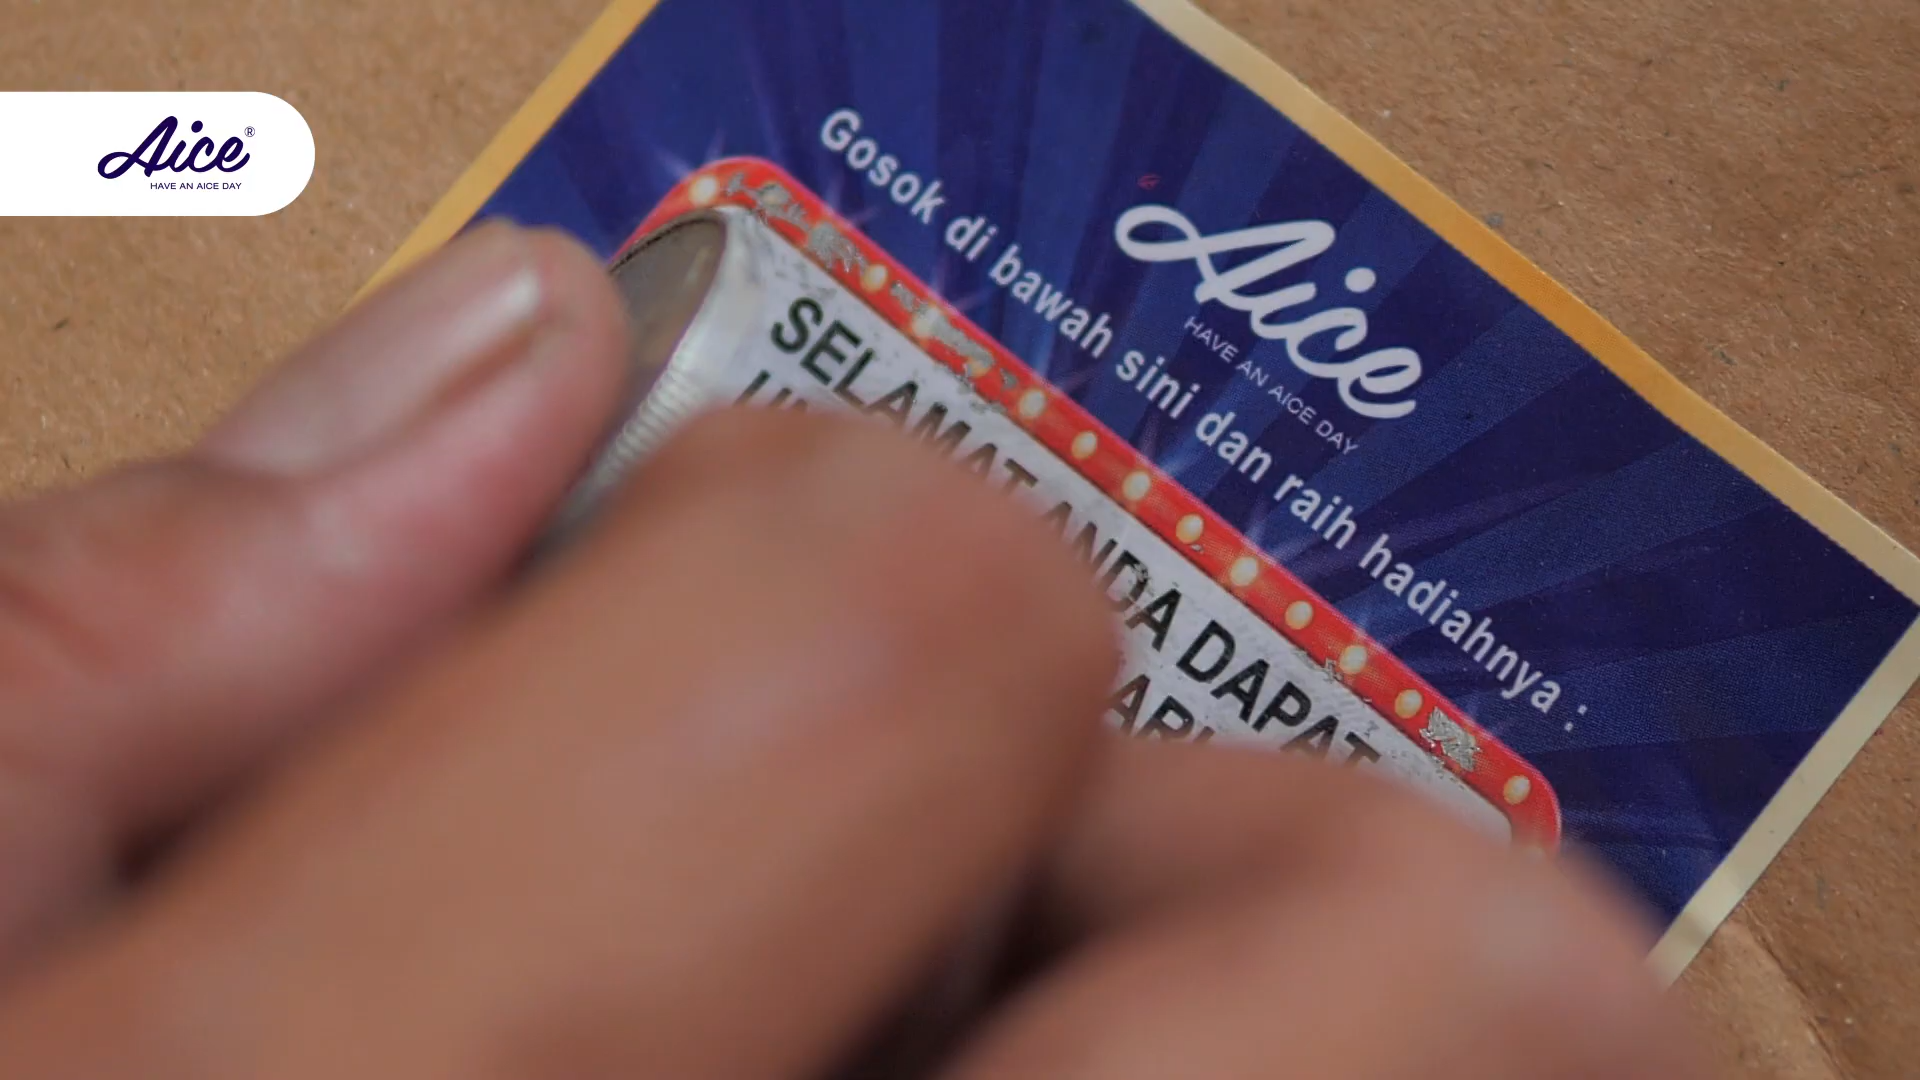 Aice®
HAVE AN AICE DAY
Aice
HAVE AN AICE DAY
Gosok di bawah sini dan raih hadiahnya :
SELAMAT ANDA DAPAT